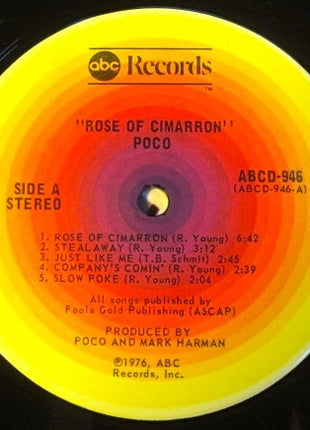 abc Records
TM
"ROSE OF CIMARRON"
POCO
SIDE A
STEREO
ABCD-946
(ABCD-946-A)
1. ROSE OF CIMARRON (R. Young) 6:42
2. STEALAWAY (R. Young) 3:12
3. JUST LIKE ME (T.B. Schmit) 2:45
4. COMPANY'S COMIN' (R. Young) 2:39
5. SLOW POKE (R. Young) 2:04
All songs published by
Fools Gold Publishing (ASCAP)
PRODUCED BY
POCO AND MARK HARMAN
℗1976, ABC
Records, Inc.